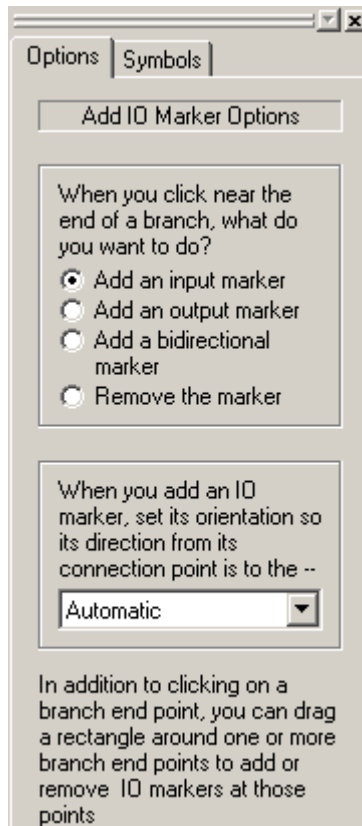 Options Symbols
Add IO Marker Options
When you click near the
end of a branch, what do
you want to do?
Add an input marker
Add an output marker
Add a bidirectional
marker
Remove the marker
When you add an IO
marker, set its orientation so
its direction from its
connection point is to the --
Automatic
In addition to clicking on a
branch end point, you can drag
a rectangle around one or more
branch end points to add or
remove IO markers at those
points